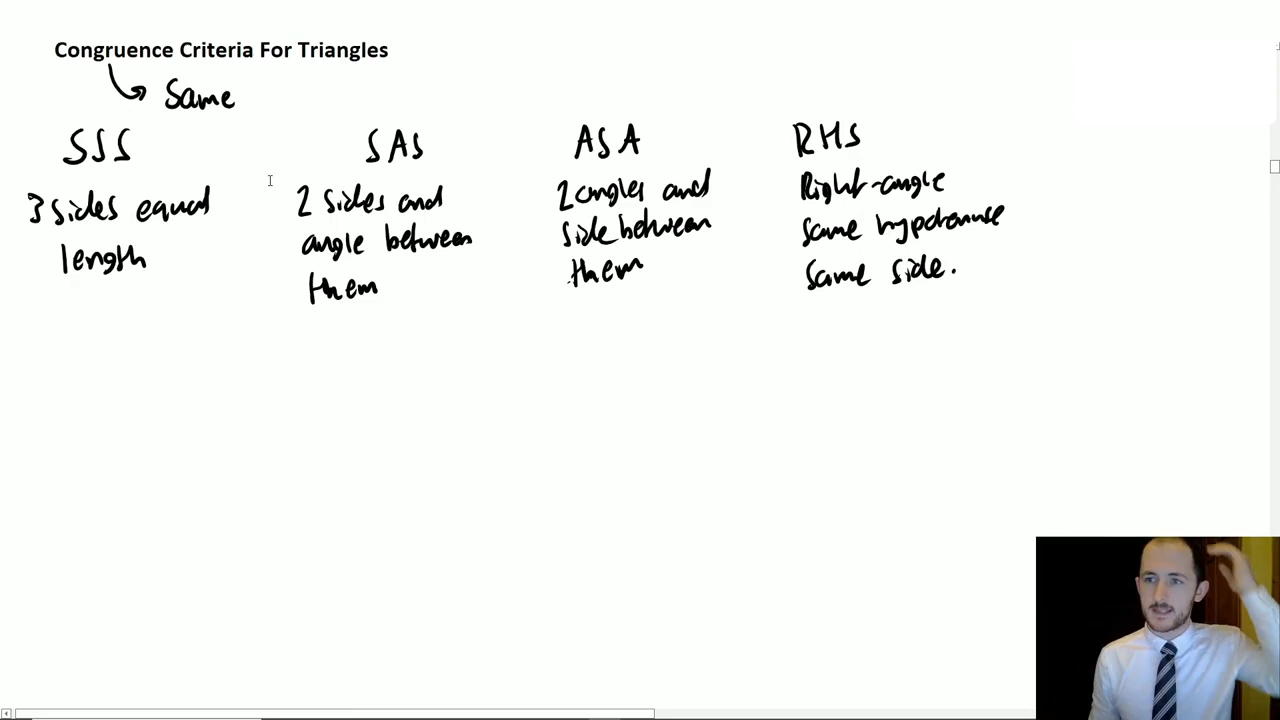 Congruence Criteria For Triangles
Same
SSS
3 sides equal
length
SAS
2 sides and
angle between
them
ASA
2 angles and
side between
them
RHS
Right-angle
same hypotenuse
same side.